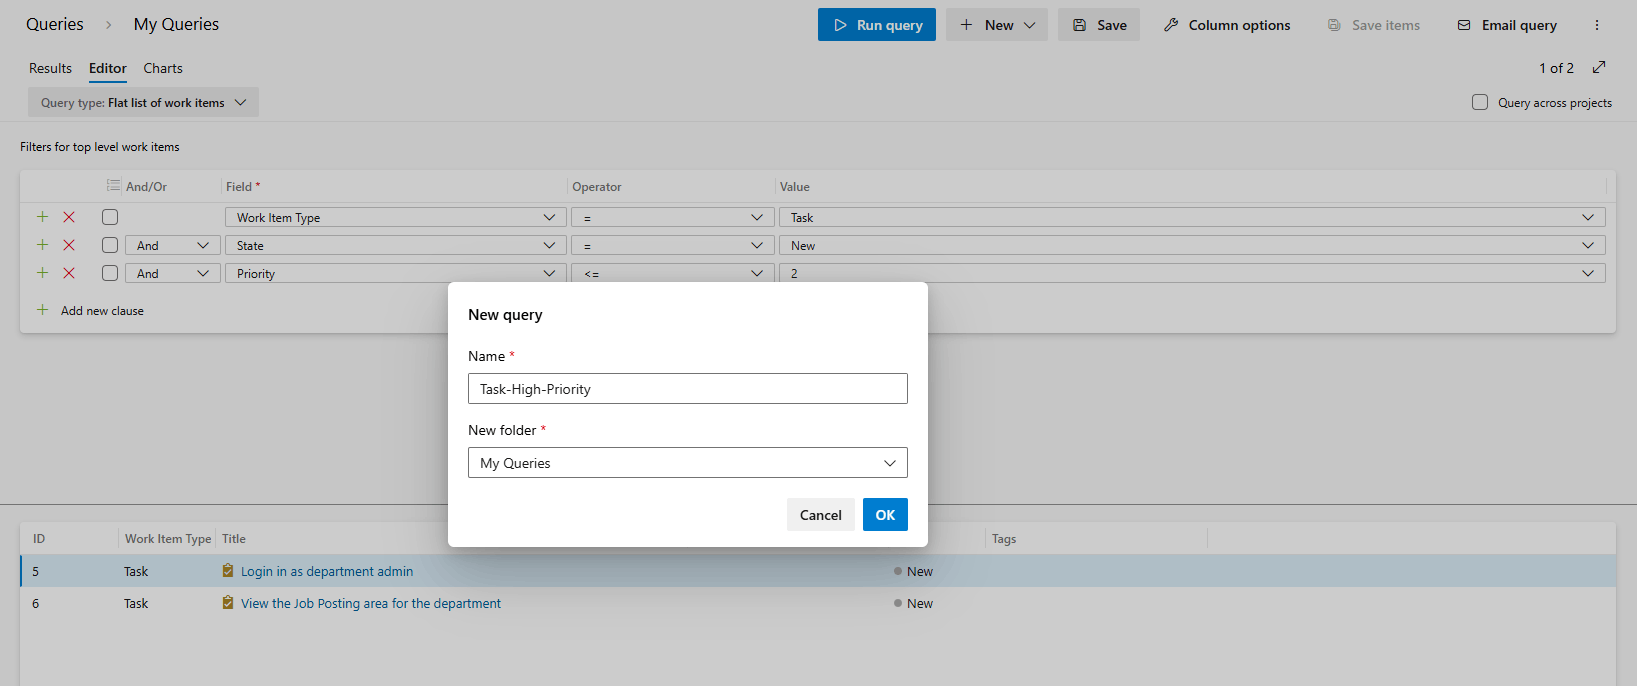 Queries > My Queries
Run query
New
Save
Column options
Save items
Email query
Results Editor Charts
1 of 2
Query type: Flat list of work items
Query across projects
Filters for top level work items
And/Or Field * Operator Value
Work Item Type = Task
And State = New
And Priority <= 2
Add new clause
New query
Name *
Task-High-Priority
New folder *
My Queries
Cancel OK
ID Work Item Type Title Tags
5 Task Login in as department admin New
6 Task View the Job Posting area for the department New